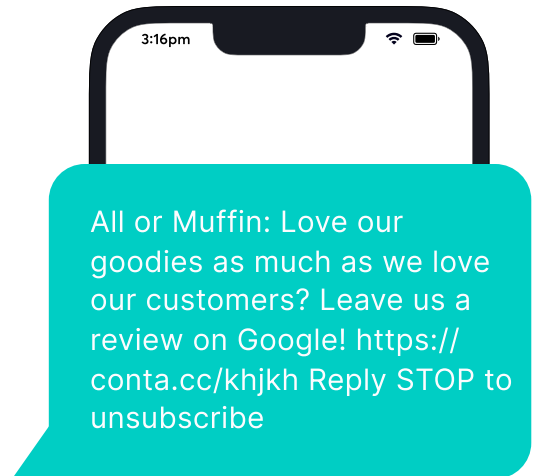 3:16pm
All or Muffin: Love our
goodies as much as we love
our customers? Leave us a
review on Google! https://
conta.cc/khjkh Reply STOP to
unsubscribe